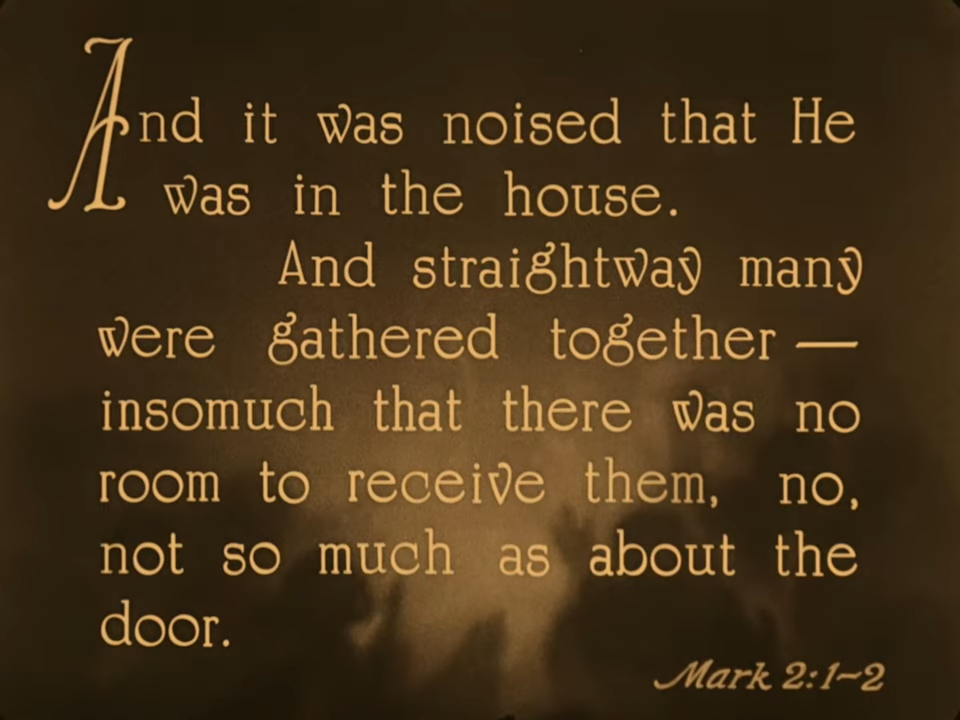 And it was noised that He
was in the house.
And straightway many
were gathered together —
insomuch that there was no
room to receive them, no,
not so much as about the
door.
Mark 2:1-2